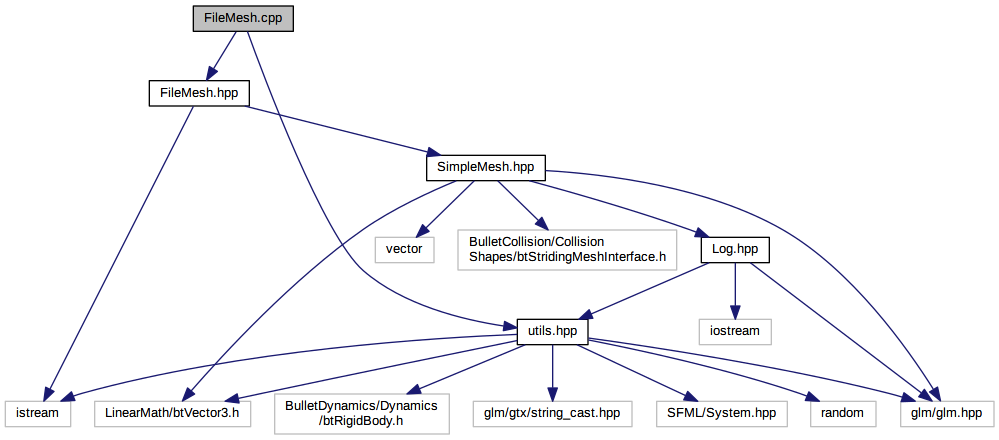 FileMesh.cpp
FileMesh.hpp
SimpleMesh.hpp
vector
BulletCollision/Collision
Shapes/btStridingMeshInterface.h
Log.hpp
utils.hpp
iostream
istream
LinearMath/btVector3.h
BulletDynamics/Dynamics
/btRigidBody.h
glm/gtx/string_cast.hpp
SFML/System.hpp
random
glm/glm.hpp